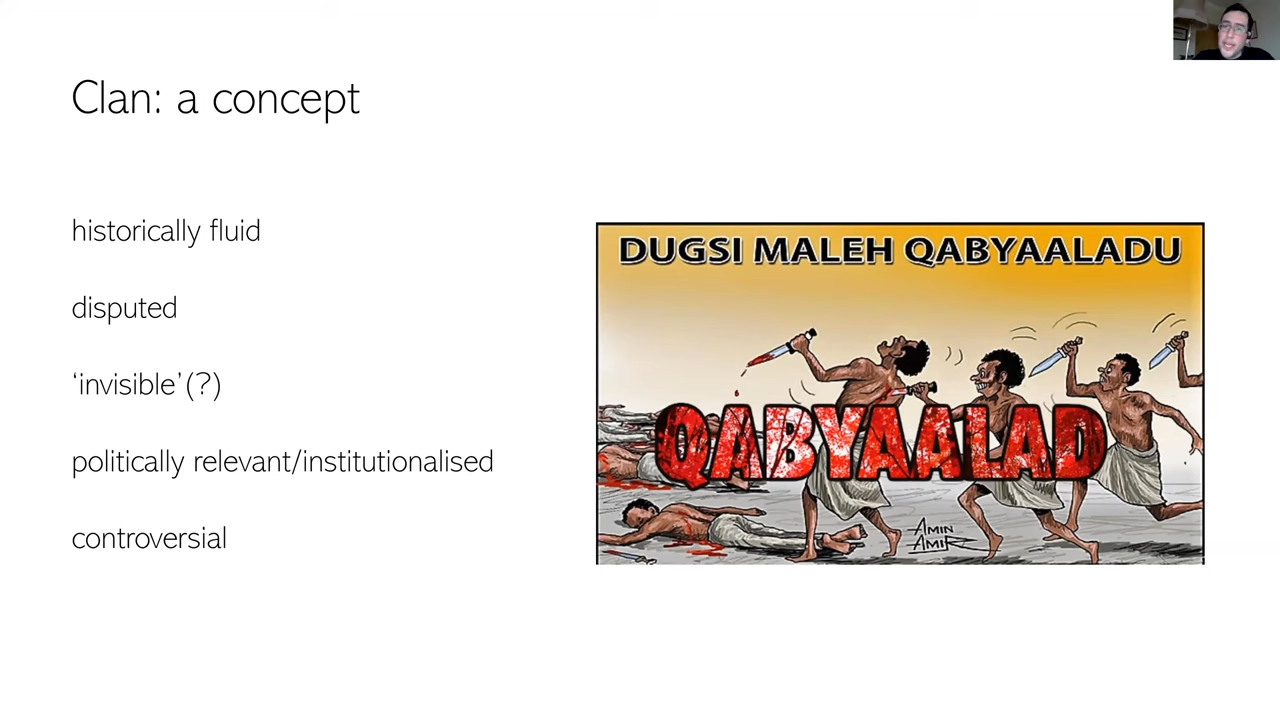 Clan: a concept
historically fluid
disputed
‘invisible’(?)
politically relevant/institutionalised
controversial
DUGSI MALEH QABYAALADU
QABYAALAD
AMIN
AMIR